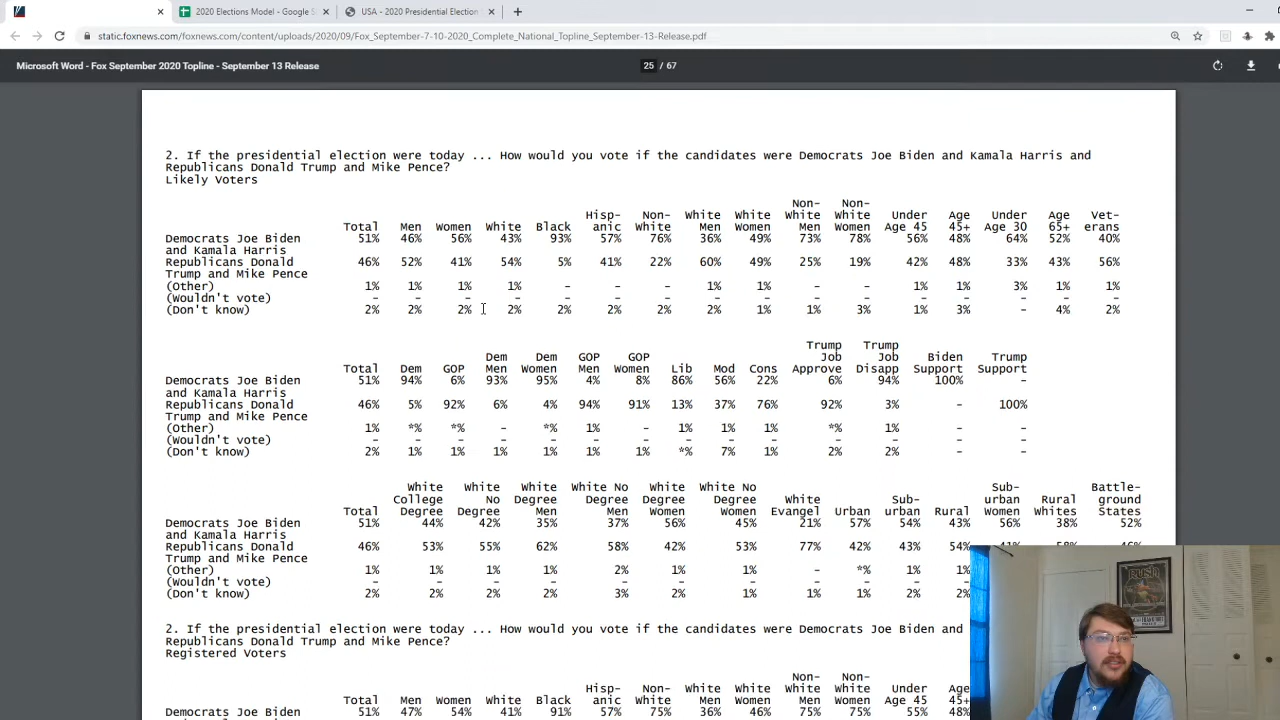 2020 Elections Model - Google S
USA - 2020 Presidential Election
static.foxnews.com/foxnews.com/content/uploads/2020/09/Fox_September-7-10-2020_Complete_National_Topline_September-13-Release.pdf
Microsoft Word - Fox September 2020 Topline - September 13 Release 25 / 67
2. If the presidential election were today ... How would you vote if the candidates were Democrats Joe Biden and Kamala Harris and
Republicans Donald Trump and Mike Pence?
Likely Voters
Non- Non-
Hisp- Non- White White White White Under Age Under Age Vet-
Total Men Women White Black anic White Men Women Men Women Age 45 45+ Age 30 65+ erans
Democrats Joe Biden 51% 46% 56% 43% 93% 57% 76% 36% 49% 73% 78% 56% 48% 64% 52% 40%
and Kamala Harris
Republicans Donald 46% 52% 41% 54% 5% 41% 22% 60% 49% 25% 19% 42% 48% 33% 43% 56%
Trump and Mike Pence
(Other) 1% 1% 1% 1% - - - 1% 1% - - 1% 1% 3% 1% 1%
(Wouldn't vote) - - - - - - - - - - - - - - - -
(Don't know) 2% 2% 2% 2% 2% 2% 2% 2% 1% 1% 3% 1% 3% - 4% 2%
Trump Trump
Dem Dem GOP GOP Job Job Biden Trump
Total Dem GOP Men Women Men Women Lib Mod Cons Approve Disapp Support Support
Democrats Joe Biden 51% 94% 6% 93% 95% 4% 8% 86% 56% 22% 6% 94% 100% -
and Kamala Harris
Republicans Donald 46% 5% 92% 6% 4% 94% 91% 13% 37% 76% 92% 3% - 100%
Trump and Mike Pence
(Other) 1% *% *% - *% 1% - 1% 1% 1% *% 1% - -
(Wouldn't vote) - - - - - - - - - - - - - -
(Don't know) 2% 1% 1% 1% 1% 1% 1% *% 7% 1% 2% 2% - -
White White White White No White White No Sub- Battle-
College No Degree Degree Degree Degree White Sub- urban Rural ground
Total Degree Degree Men Men Women Women Evangel Urban urban Rural Women Whites States
Democrats Joe Biden 51% 44% 42% 35% 37% 56% 45% 21% 57% 54% 43% 56% 38% 52%
and Kamala Harris
Republicans Donald 46% 53% 55% 62% 58% 42% 53% 77% 42% 43% 54%
Trump and Mike Pence
(Other) 1% 1% 1% 1% 2% 1% 1% - *% 1% 1%
(Wouldn't vote) - - - - - - - - - - -
(Don't know) 2% 2% 2% 2% 3% 2% 1% 1% 1% 2% 2%
2. If the presidential election were today ... How would you vote if the candidates were Democrats Joe Biden and
Republicans Donald Trump and Mike Pence?
Registered Voters
Non- Non-
Hisp- Non- White White White White Under Age
Total Men Women White Black anic White Men Women Men Women Age 45 45+
Democrats Joe Biden 51% 47% 54% 41% 91% 57% 75% 36% 46% 75% 75% 55% 48%